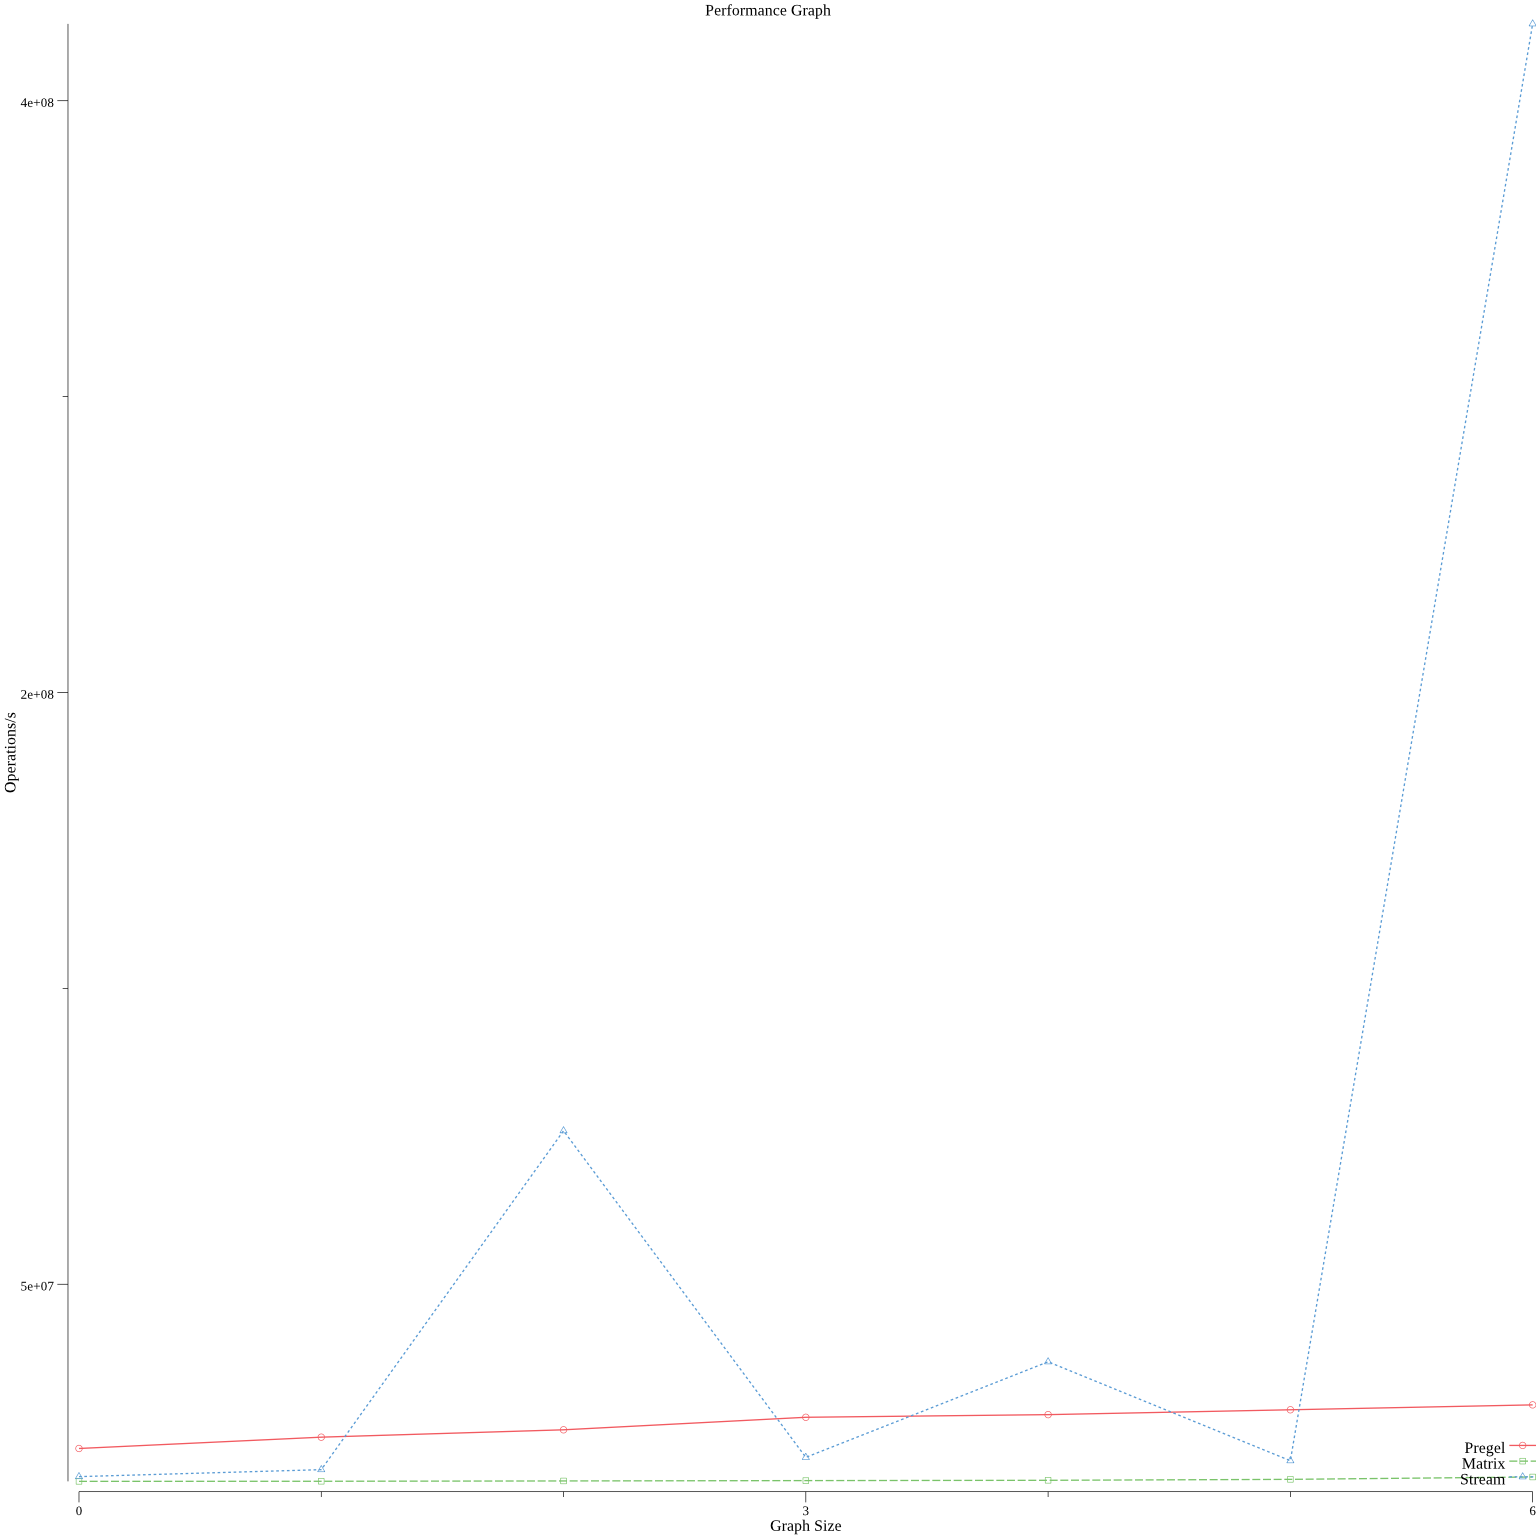 Performance Graph
4e+08
2e+08
Operations/s
5e+07
Pregel
Matrix
Stream
0
3
6
Graph Size